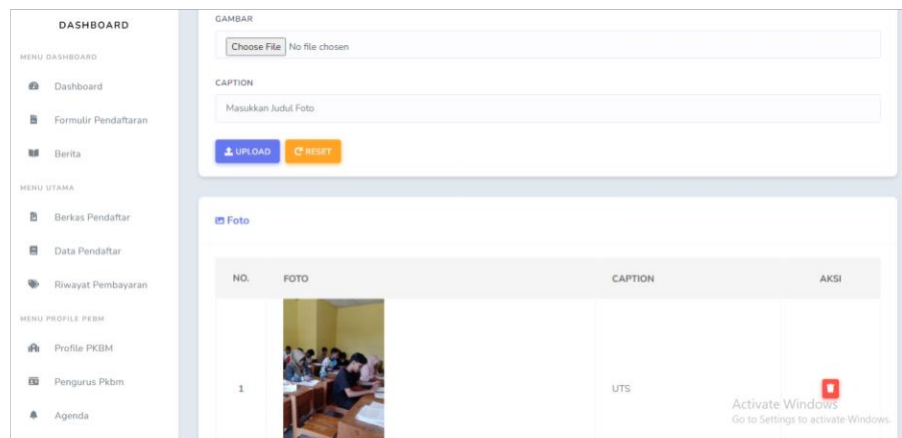 DASHBOARD
MENU DASHBOARD
Dashboard
Formulir Pendaftaran
Berita
MENU UTAMA
Berkas Pendaftar
Data Pendaftar
Riwayat Pembayaran
MENU PROFILE PKBM
Profile PKBM
Pengurus Pkbm
Agenda
GAMBAR
Choose File No file chosen
CAPTION
Masukkan Judul Foto
UPLOAD RESET
Foto
NO. FOTO CAPTION AKSI
1 UTS
Activate Windows
Go to Settings to activate Windows.